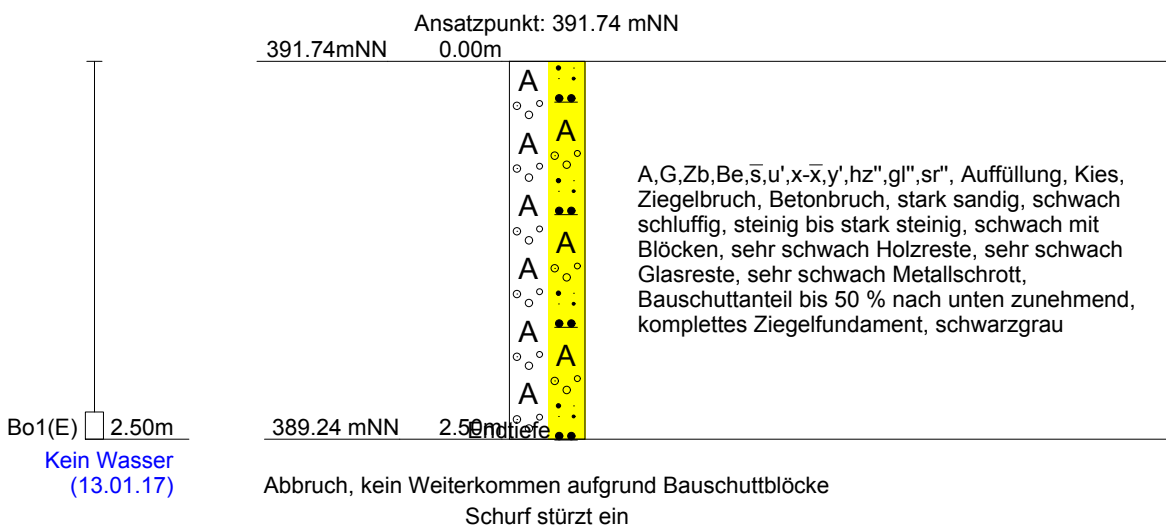 Ansatzpunkt: 391.74 mNN
391.74mNN 0.00m
A
A
A
A
A
A
A
A
A
A,G,Zb,Be,s̅,u',x-x̅,y',hz",gl",sr", Auffüllung, Kies,
Ziegelbruch, Betonbruch, stark sandig, schwach
schluffig, steinig bis stark steinig, schwach mit
Blöcken, sehr schwach Holzreste, sehr schwach
Glasreste, sehr schwach Metallschrott,
Bauschuttanteil bis 50 % nach unten zunehmend,
komplettes Ziegelfundament, schwarzgrau
Bo1(E) 2.50m
389.24 mNN 2.50m
Endtiefe
Kein Wasser
(13.01.17)
Abbruch, kein Weiterkommen aufgrund Bauschuttblöcke
Schurf stürzt ein